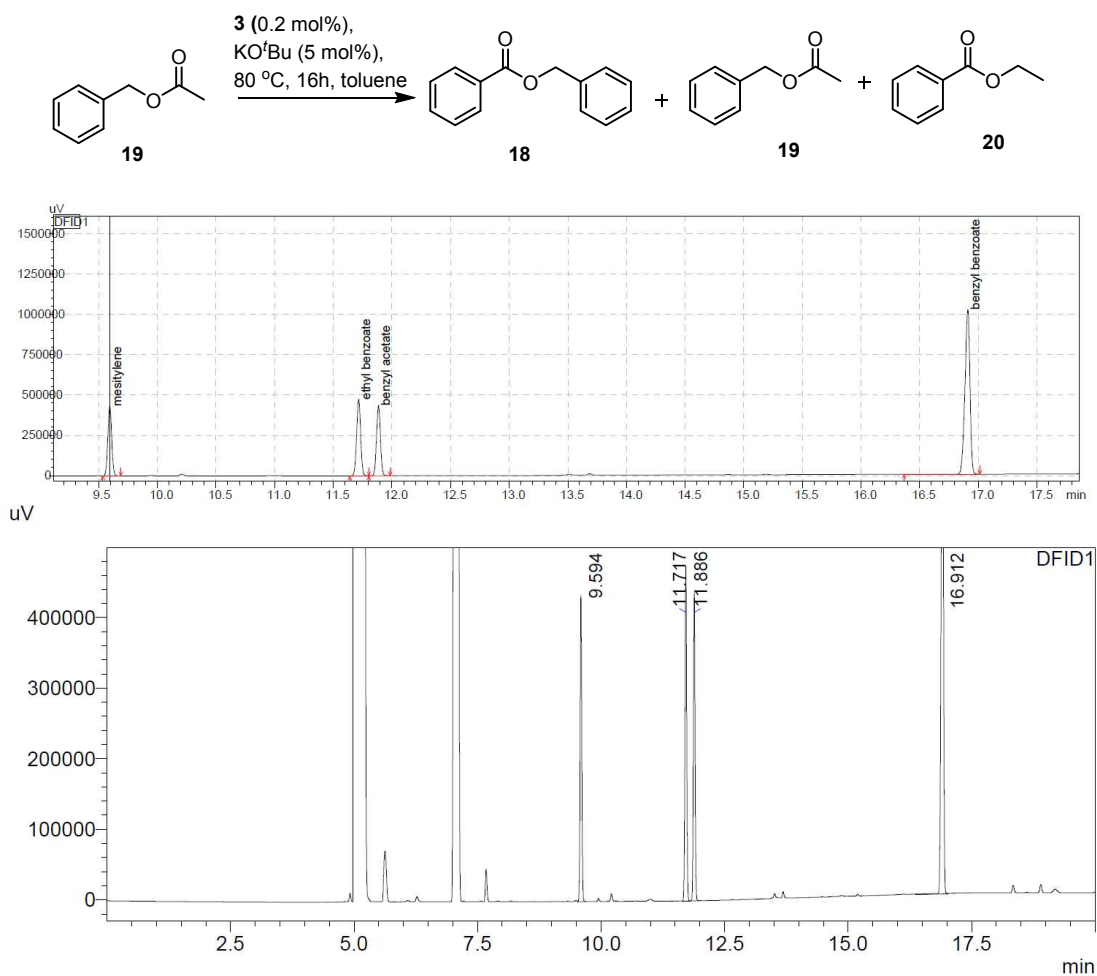 3 (0.2 mol%),
KOᵗBu (5 mol%),
80 °C, 16h, toluene
O
O
19
O
O
18
+
O
O
19
+
O
O
20
uV
DFID1
1500000
1250000
1000000
750000
500000
250000
0
mesitylene
ethyl benzoate
benzyl acetate
benzyl benzoate
9.5 10.0 10.5 11.0 11.5 12.0 12.5 13.0 13.5 14.0 14.5 15.0 15.5 16.0 16.5 17.0 17.5 min
uV
DFID1
9.594
11.717
11.886
16.912
400000
300000
200000
100000
0
2.5 5.0 7.5 10.0 12.5 15.0 17.5
min